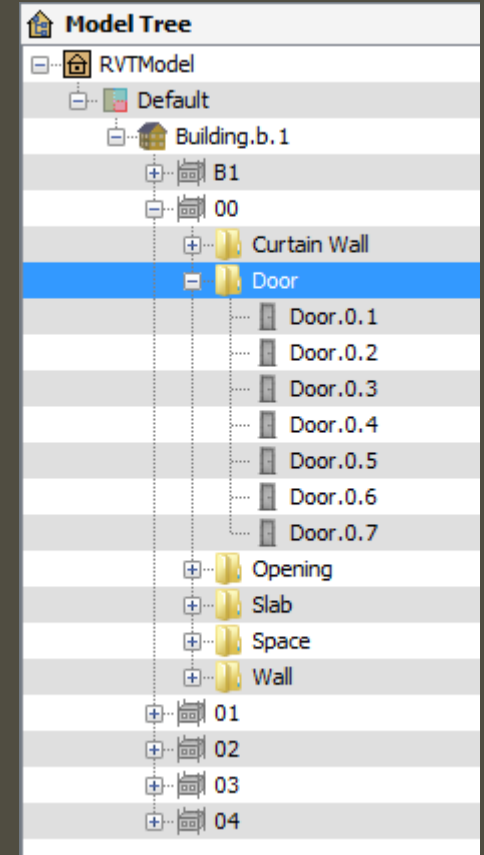 Model Tree
RVTModel
Default
Building.b.1
B1
00
Curtain Wall
Door
Door.0.1
Door.0.2
Door.0.3
Door.0.4
Door.0.5
Door.0.6
Door.0.7
Opening
Slab
Space
Wall
01
02
03
04